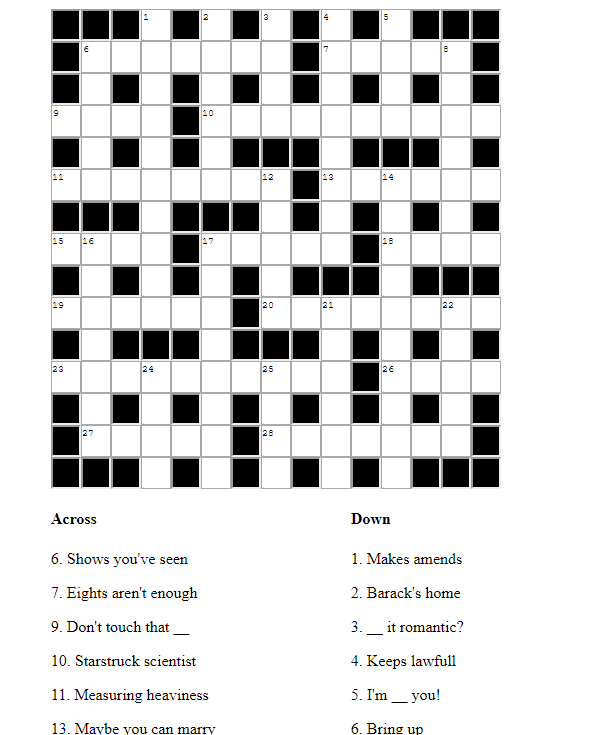 1 2 3 4 5
6 7 8
9 10
11 12 13 14
15 16 17 18
19 20 21 22
23 24 25 26
27 28
Across Down
6. Shows you've seen 1. Makes amends
7. Eights aren't enough 2. Barack's home
9. Don't touch that __ 3. __ it romantic?
10. Starstruck scientist 4. Keeps lawfull
11. Measuring heaviness 5. I'm __ you!
13. Maybe you can marry 6. Bring up